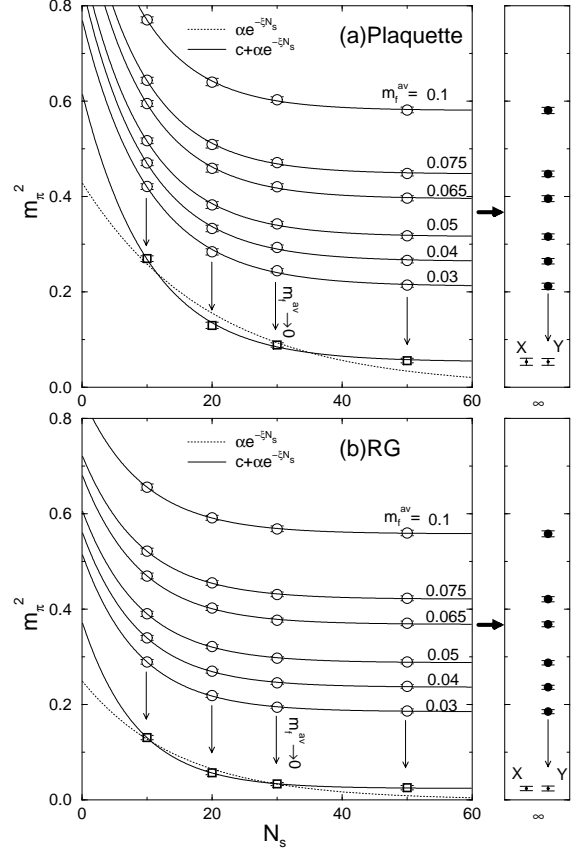 0.8
0.6
0.4
0.2
0.0
m_π^2
αe^{-ξN_s}
c+αe^{-ξN_s}
(a)Plaquette
m_f^{av} = 0.1
0.075
0.065
0.05
0.04
0.03
m_f^{av}→0
X Y
0 20 40 60
∞
0.8
0.6
0.4
0.2
0.0
m_π^2
αe^{-ξN_s}
c+αe^{-ξN_s}
(b)RG
m_f^{av}= 0.1
0.075
0.065
0.05
0.04
0.03
m_f^{av}→0
X Y
0 20 40 60
∞
N_s